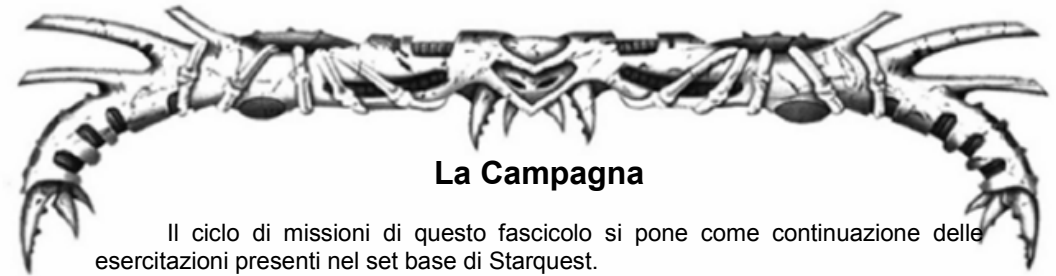 La Campagna
Il ciclo di missioni di questo fascicolo si pone come continuazione delle
esercitazioni presenti nel set base di Starquest.